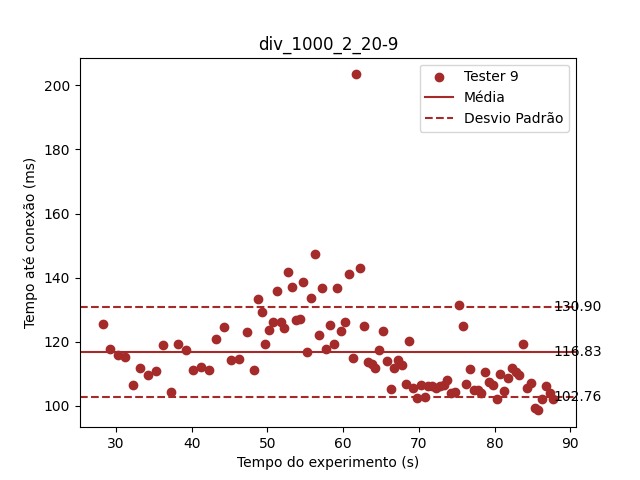 div_1000_2_20-9
Tester 9
Média
Desvio Padrão
Tempo até conexão (ms)
200
180
160
140
120
100
130.90
116.83
102.76
30 40 50 60 70 80 90
Tempo do experimento (s)